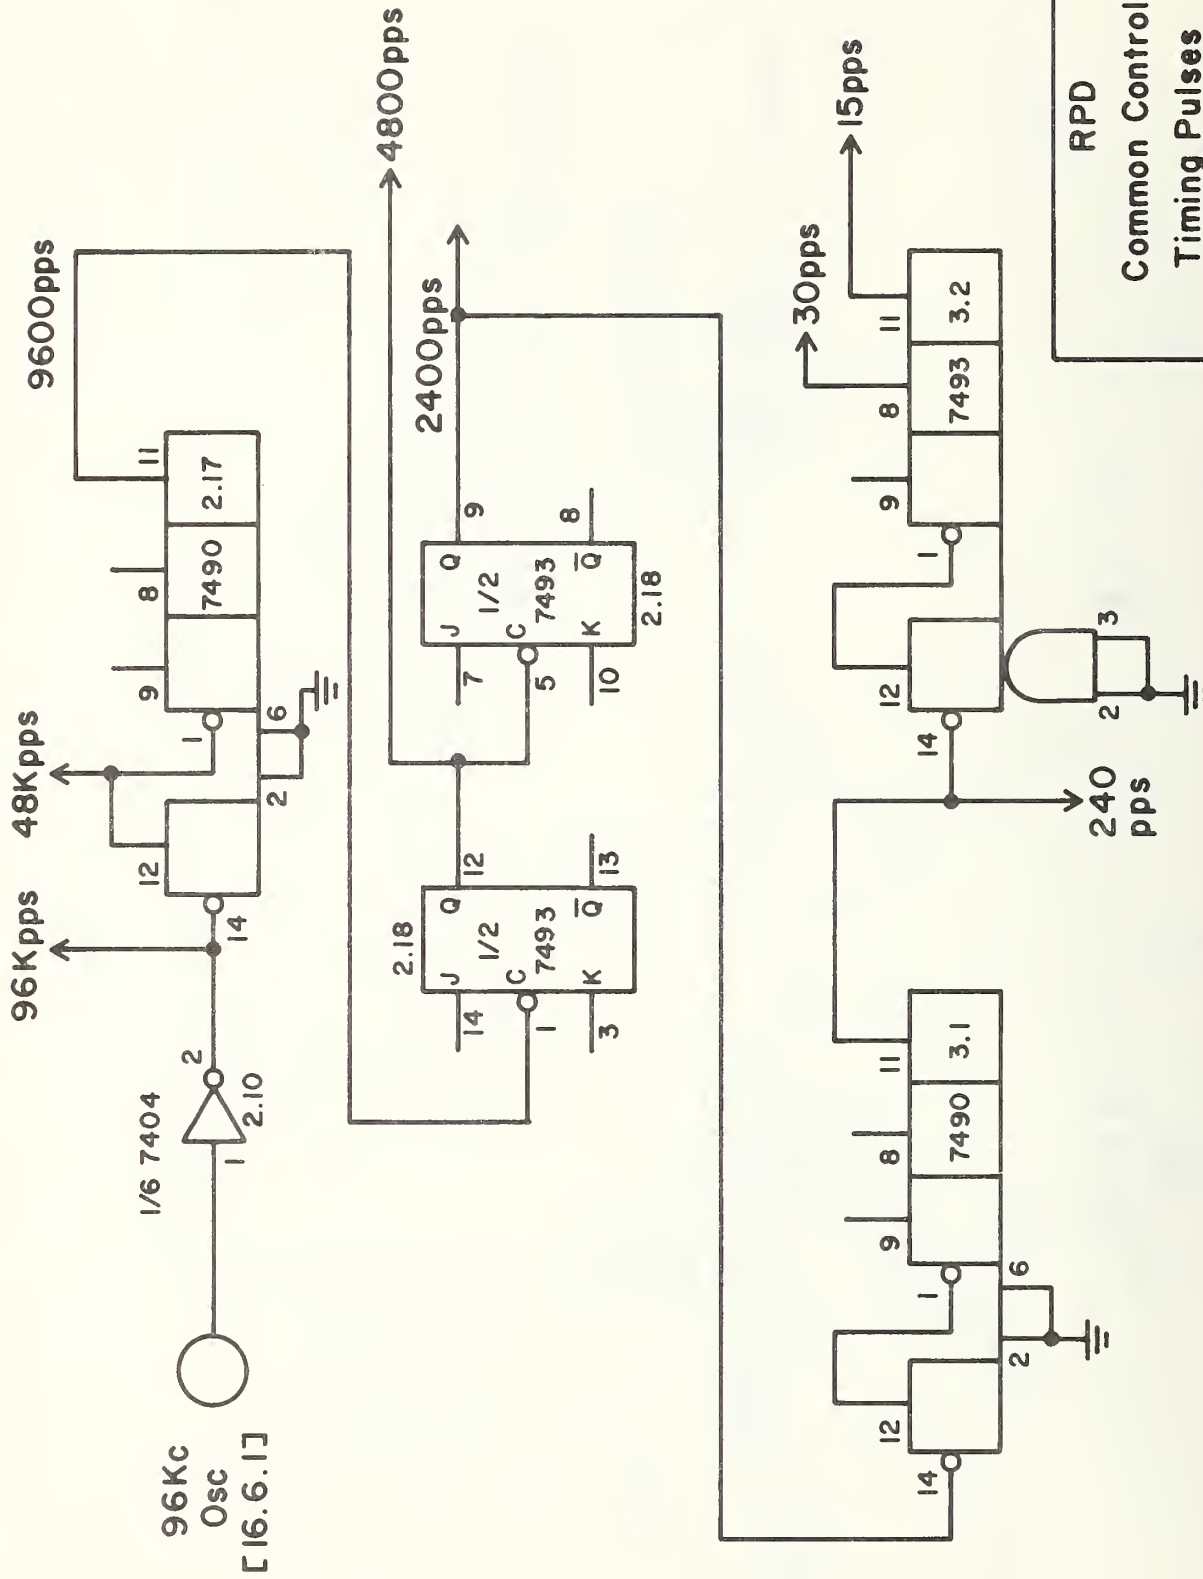 96Kc
Osc
[16.6.1]
1/6 7404
1
2
2.10
96Kpps
48Kpps
14
12
1
2
6
9
8
11
7490
2.17
9600pps
4800pps
2400pps
2.18
14
J
Q
12
1/2
1
C
7493
3
K
Q̅
13
7
J
Q
9
1/2
5
C
7493
10
K
Q̅
8
2.18
14
12
1
2
6
9
8
11
7490
3.1
240
pps
14
12
1
2
3
9
8
11
7493
3.2
30pps
15pps
RPD
Common Control
Timing Pulses